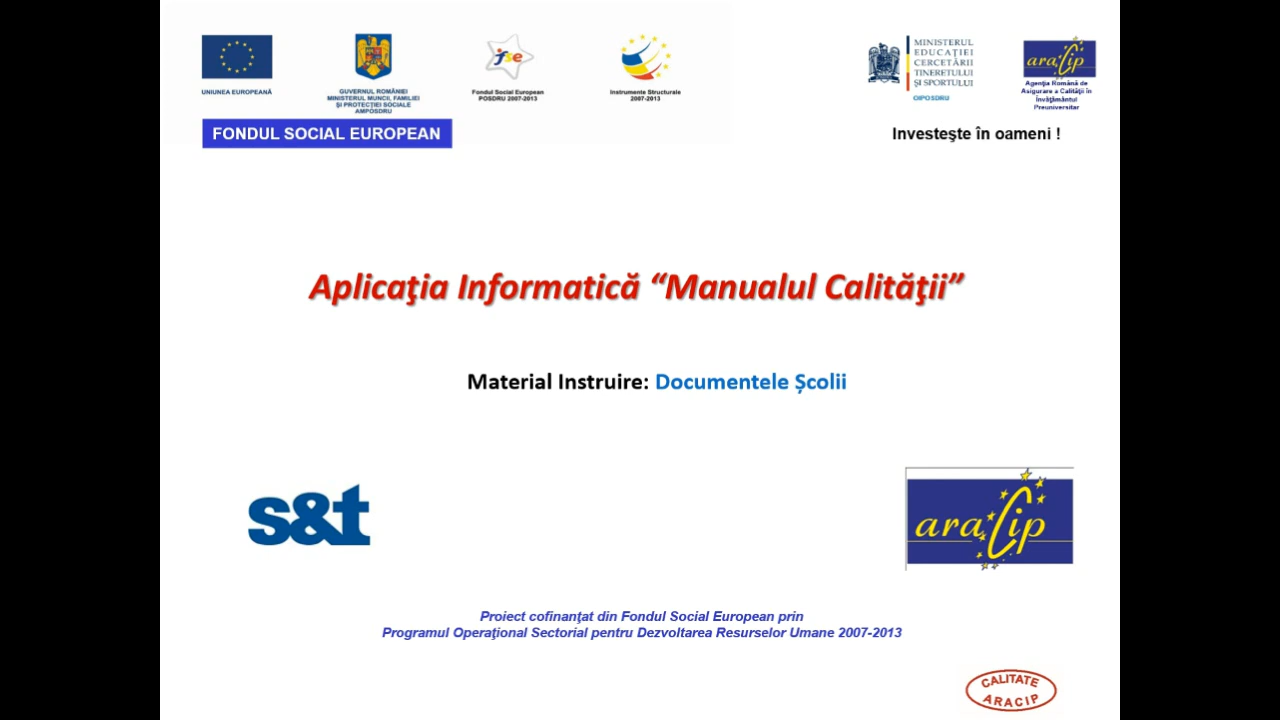 UNIUNEA EUROPEANĂ
GUVERNUL ROMÂNIEI
MINISTERUL MUNCII, FAMILIEI
ŞI PROTECŢIEI SOCIALE
AMPOSDRU
fse
Fondul Social European
POSDRU 2007-2013
Instrumente Structurale
2007-2013
MINISTERUL
EDUCAŢIEI
CERCETĂRII
TINERETULUI
ŞI SPORTULUI
OIPOSDRU
aracip
Agenţia Română de
Asigurare a Calităţii în
Învăţământul
Preuniversitar
FONDUL SOCIAL EUROPEAN
Investeşte în oameni !
Aplicaţia Informatică “Manualul Calităţii”
Material Instruire: Documentele Școlii
s&t
aracip
Proiect cofinanţat din Fondul Social European prin
Programul Operaţional Sectorial pentru Dezvoltarea Resurselor Umane 2007-2013
CALITATE
ARACIP